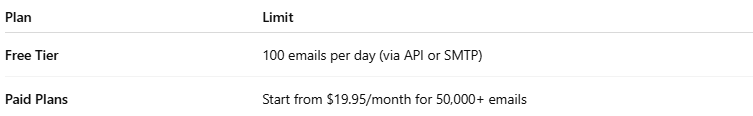 Plan Limit
Free Tier 100 emails per day (via API or SMTP)
Paid Plans Start from $19.95/month for 50,000+ emails